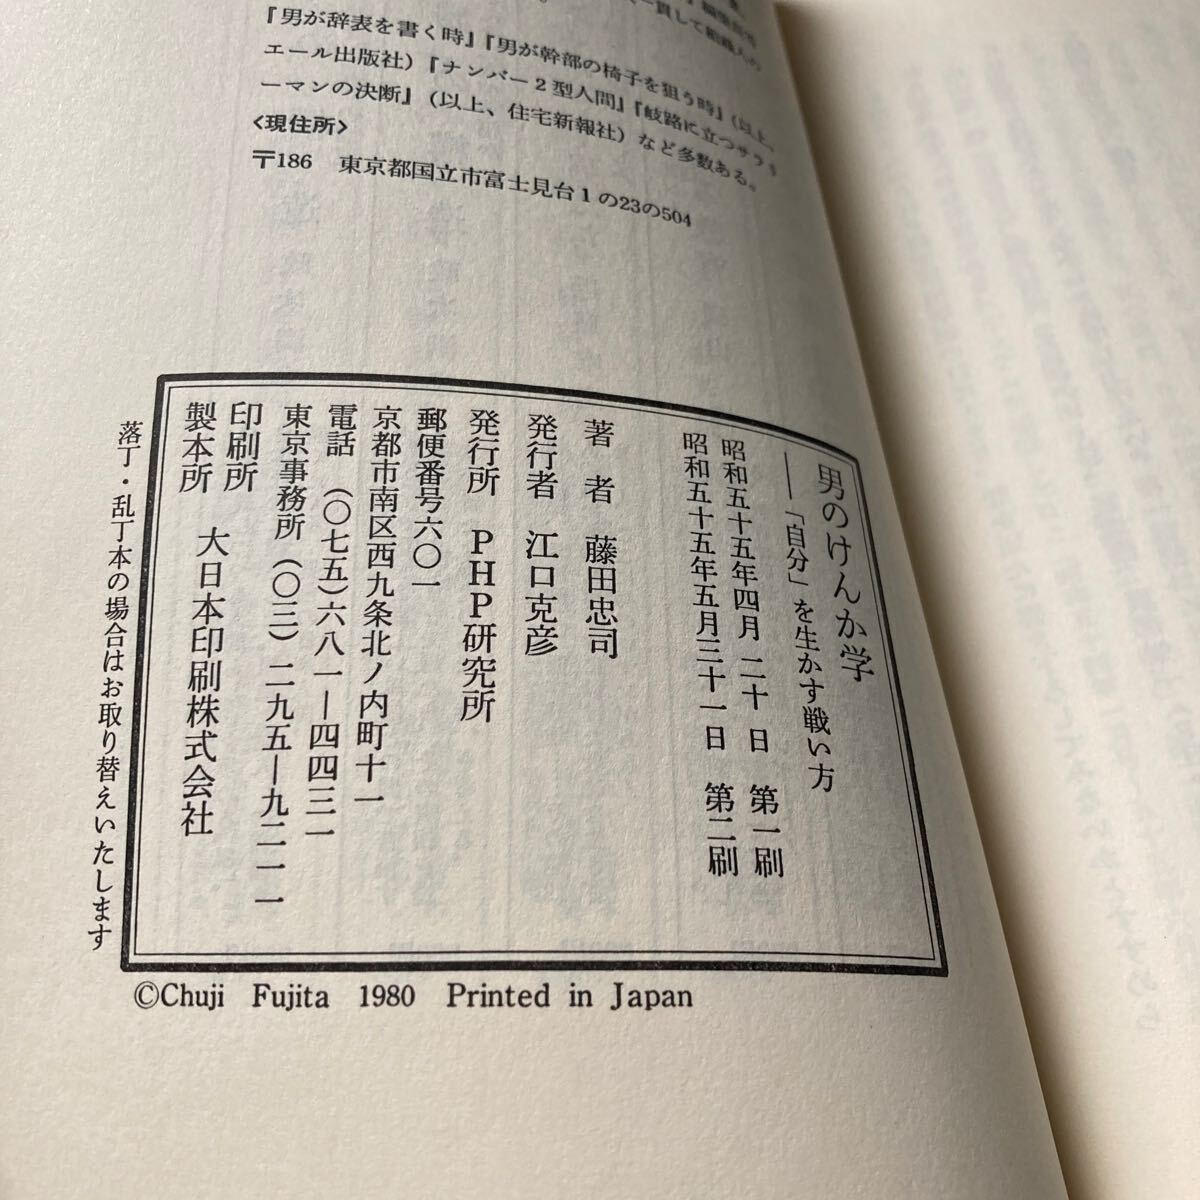 一貫して組織人の
『男が辞表を書く時』『男が幹部の椅子を狙う時』(以上、
エール出版社)『ナンバー2型人間』『岐路に立つサラリ
ーマンの決断』(以上、住宅新報社)など多数ある。
<現住所>
〒186 東京都国立市富士見台1の23の504
男のけんか学
――「自分」を生かす戦い方
昭和五十五年四月二十日 第一刷
昭和五十五年五月三十一日 第二刷
著者 藤田忠司
発行者 江口克彦
発行所 PHP研究所
郵便番号六〇一
京都市南区西九条北ノ内町十一
電話 (〇七五)六八一―四四三一
東京事務所(〇三)二九五―九二一一
印刷所
製本所 大日本印刷株式会社
落丁・乱丁本の場合はお取り替えいたします
©Chuji Fujita 1980 Printed in Japan